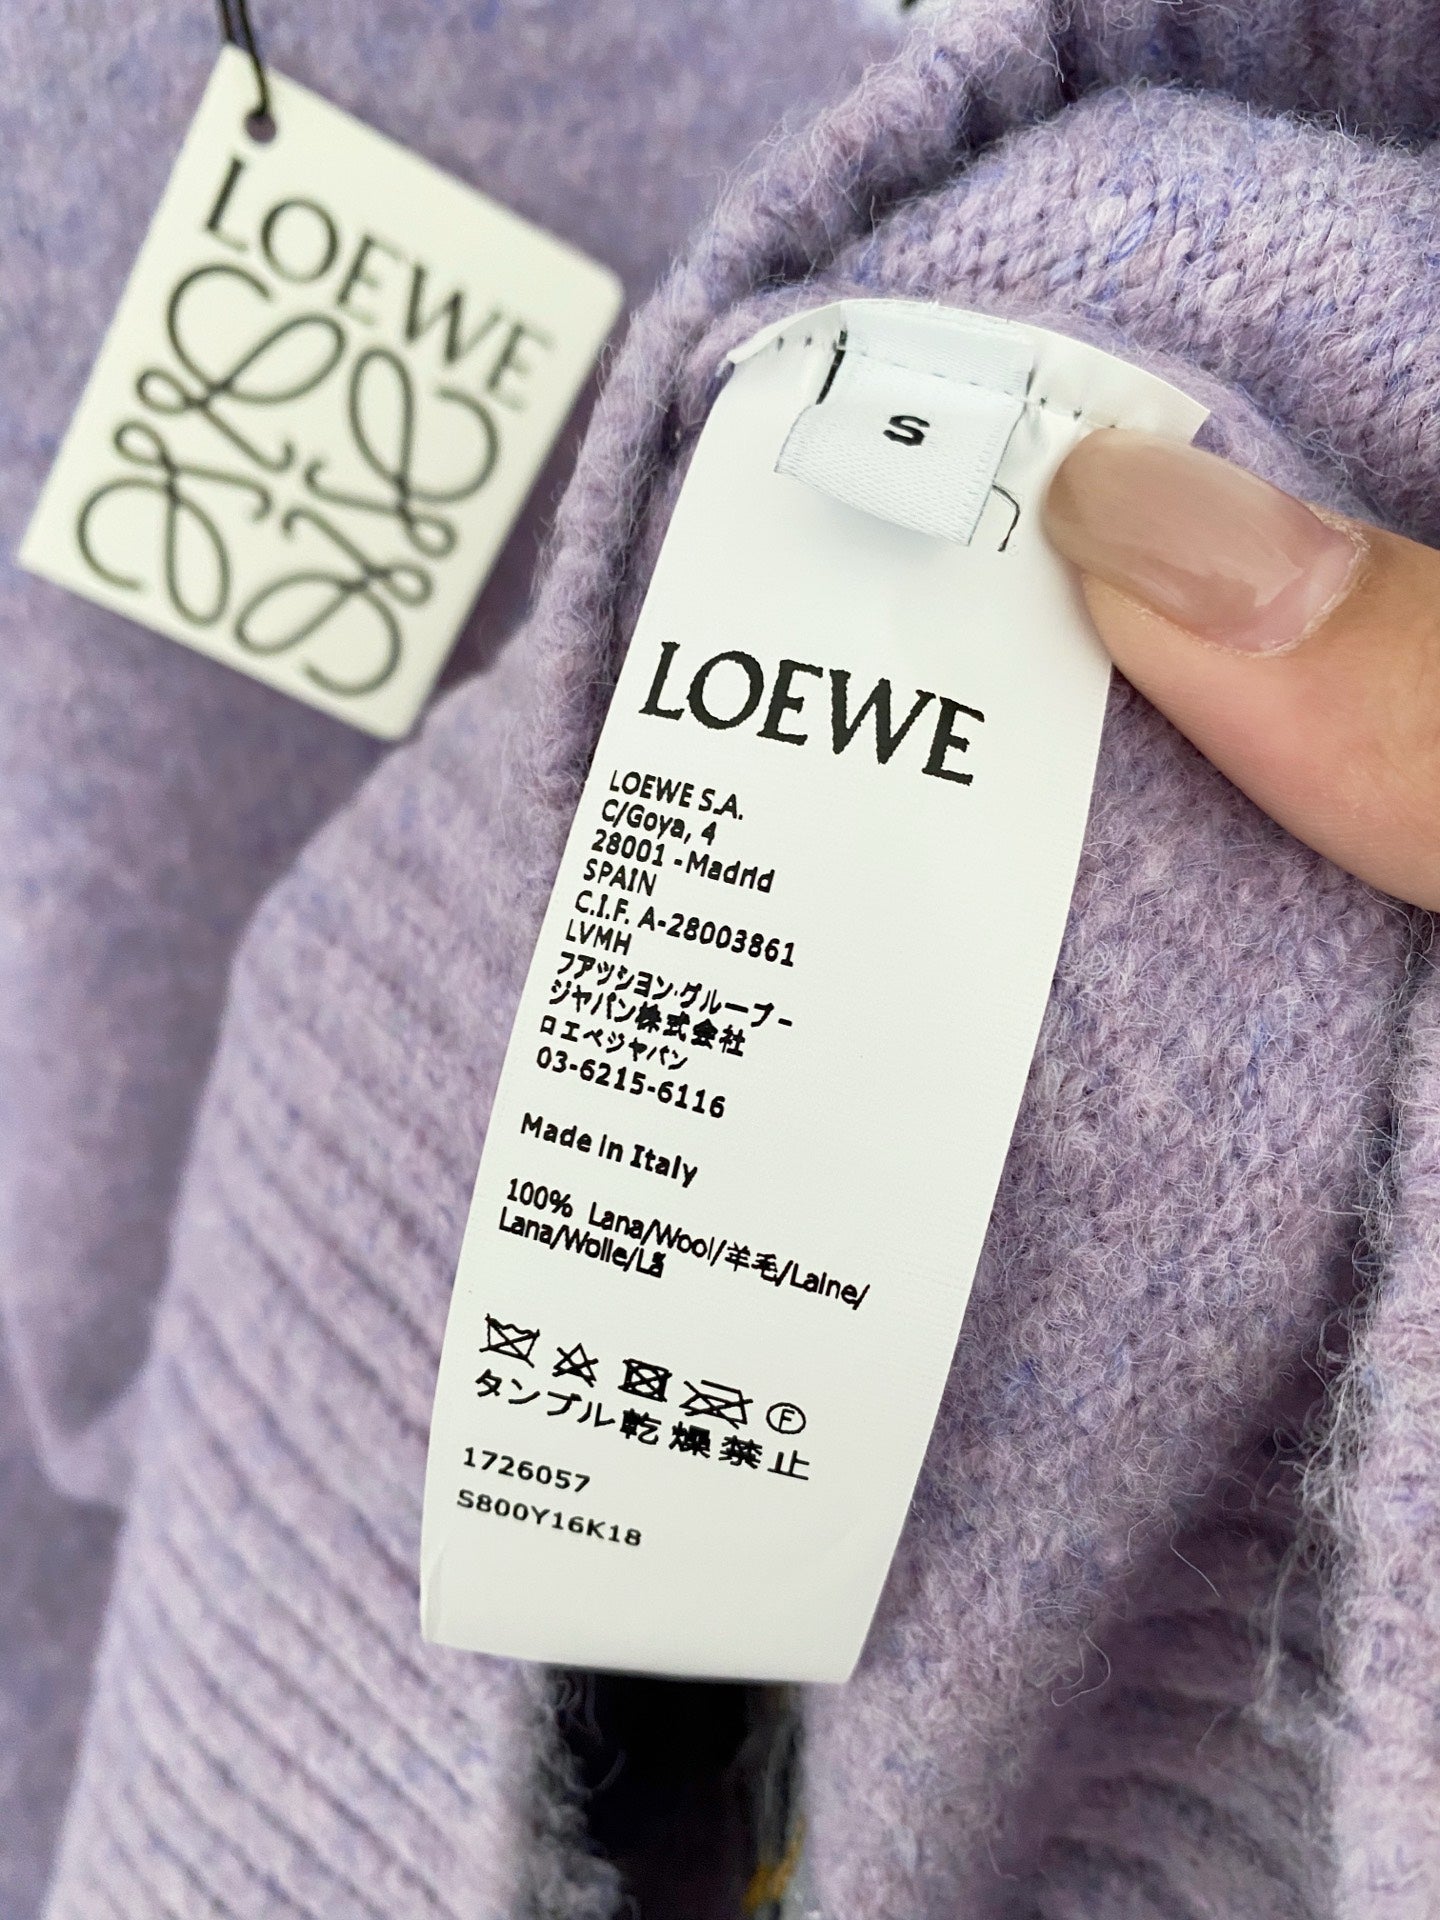 LOEWE
S
LOEWE
LOEWE S.A.
C/Goya, 4
28001 - Madrid
SPAIN
C.I.F. A-28003861
LVMH
フアッション・グループ-
ジャパン株式会社
ロエベジャパン
03-6215-6116
Made in Italy
100% Lana/Wool/羊毛/Laine/
Lana/Wolle/Lã
F
タンブル乾燥禁止
1726057
S800Y16K18